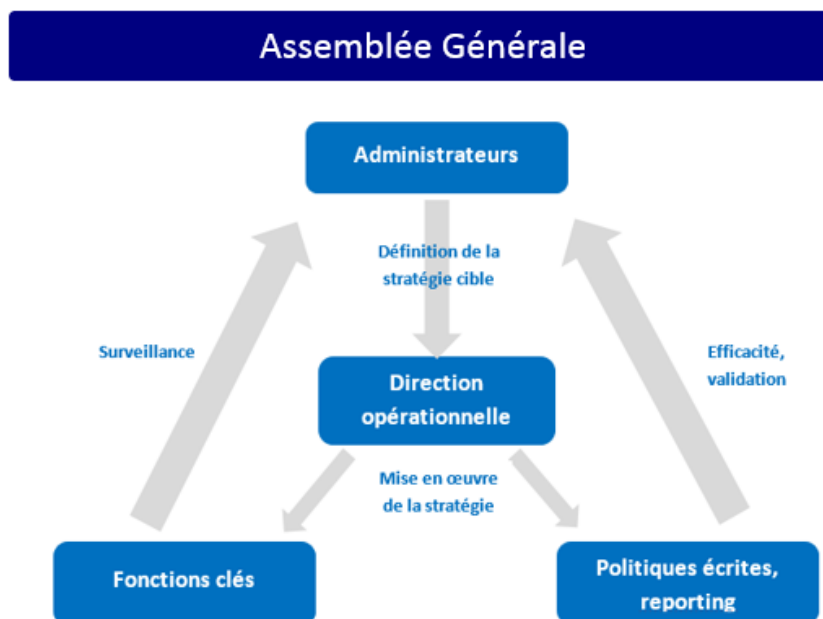 Assemblée Générale
Administrateurs
Définition de la
stratégie cible
Surveillance
Efficacité,
validation
Direction
opérationnelle
Mise en œuvre
de la stratégie
Fonctions clés
Politiques écrites,
reporting